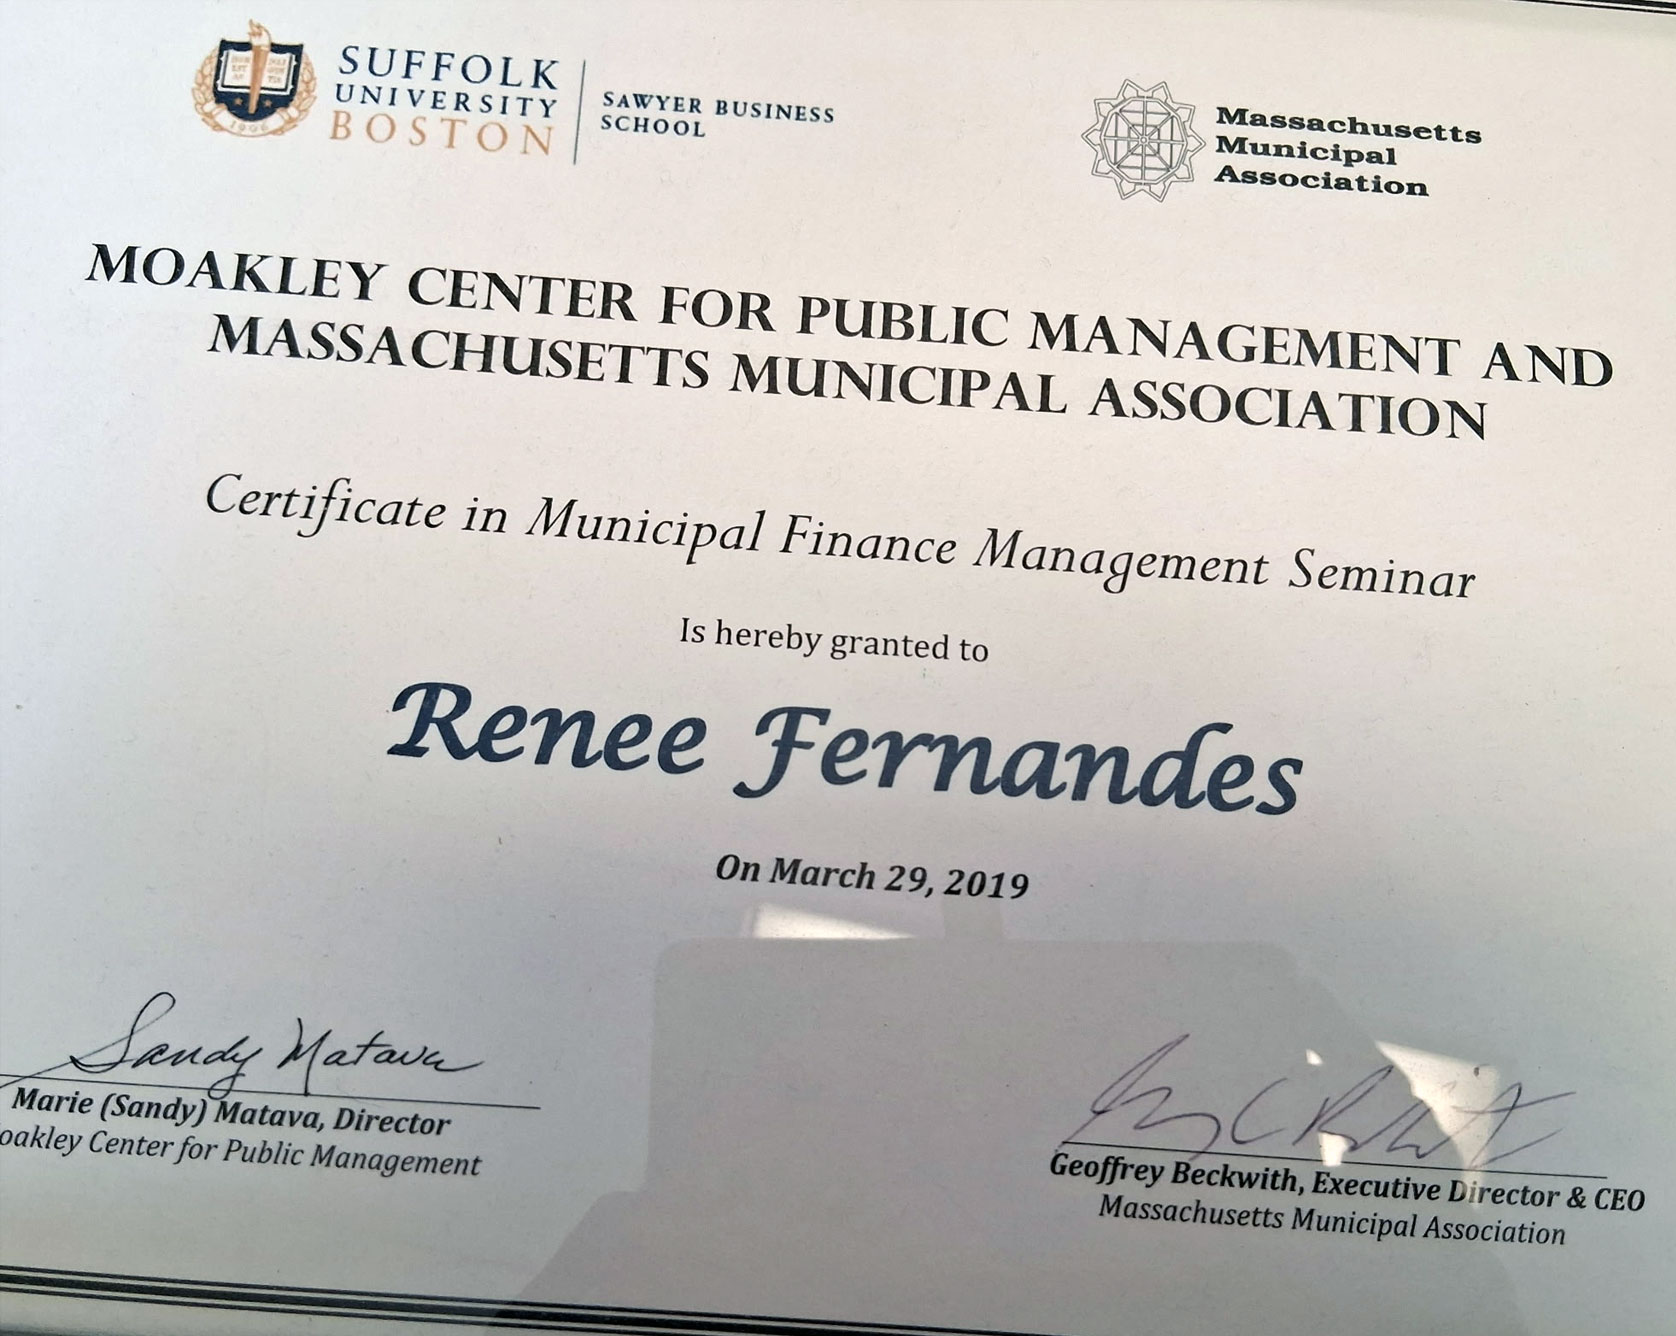 SUFFOLK
UNIVERSITY
BOSTON
SAWYER BUSINESS
SCHOOL
1906
Massachusetts
Municipal
Association
MOAKLEY CENTER FOR PUBLIC MANAGEMENT AND
MASSACHUSETTS MUNICIPAL ASSOCIATION
Certificate in Municipal Finance Management Seminar
Is hereby granted to
Renee Fernandes
On March 29, 2019
Sandy Matava
Marie (Sandy) Matava, Director
oakley Center for Public Management
Geoffrey Beckwith, Executive Director & CEO
Massachusetts Municipal Association